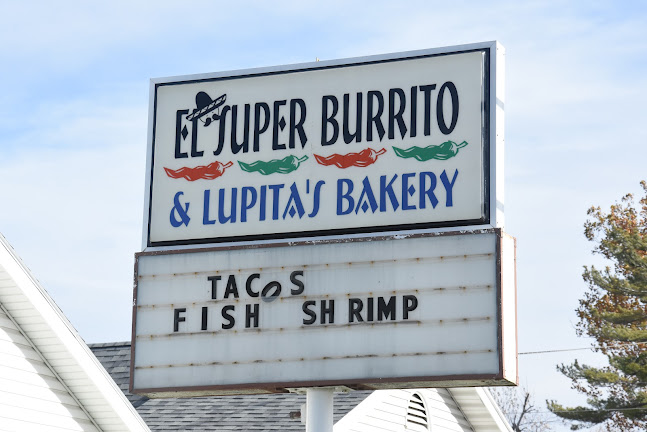 EL SUPER BURRITO
& LUPITA'S BAKERY
TACOS
FISH SHRIMP